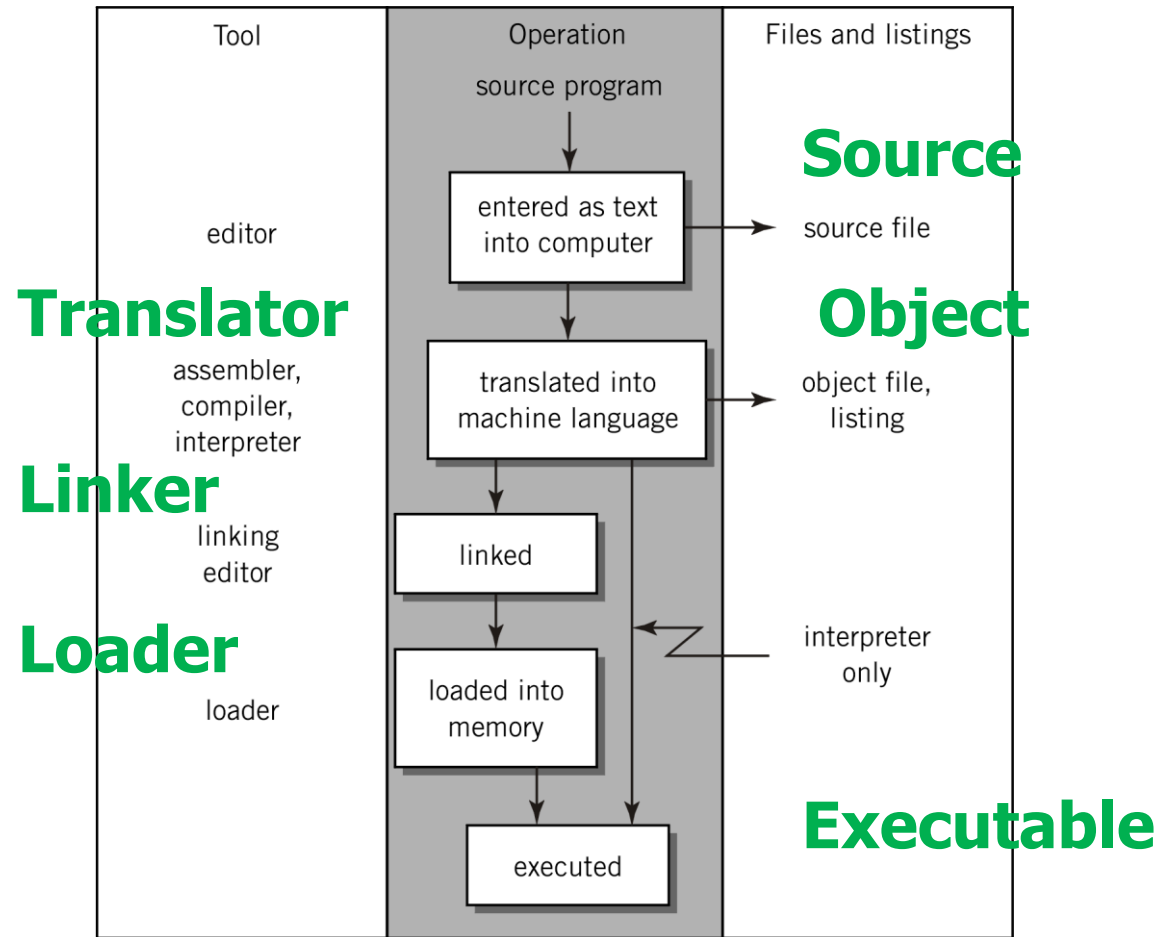 Tool
Operation
Files and listings
source program
Source
entered as text
into computer
editor
source file
Translator
Object
assembler,
compiler,
interpreter
translated into
machine language
object file,
listing
Linker
linking
editor
linked
Loader
loader
loaded into
memory
interpreter
only
Executable
executed